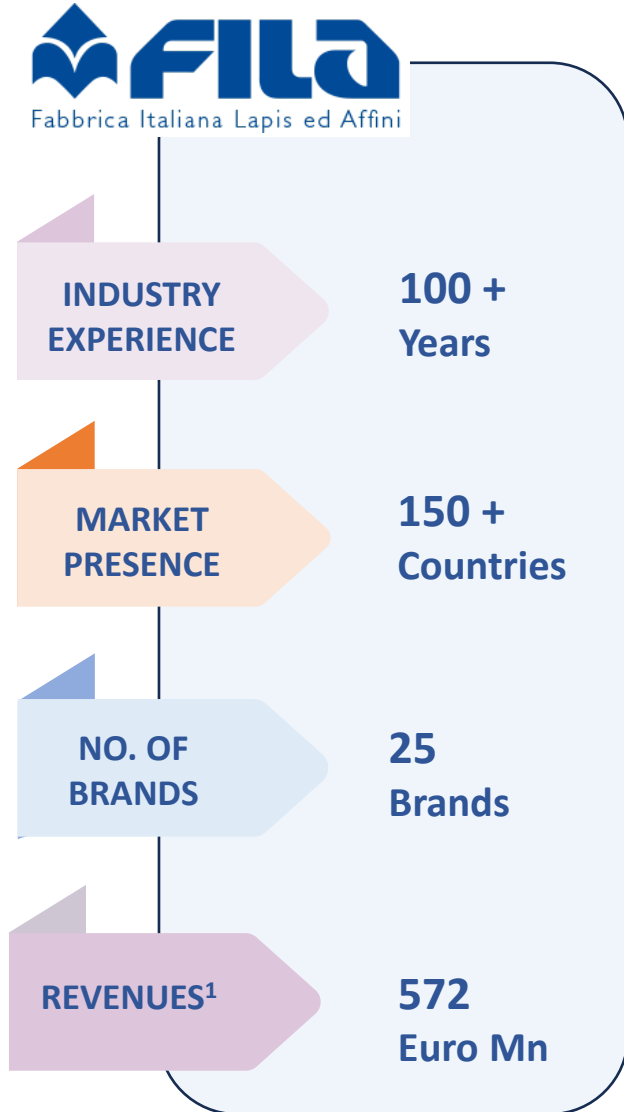 FILA
Fabbrica Italiana Lapis ed Affini
INDUSTRY
EXPERIENCE
100 +
Years
MARKET
PRESENCE
150 +
Countries
NO. OF
BRANDS
25
Brands
REVENUES¹
572
Euro Mn